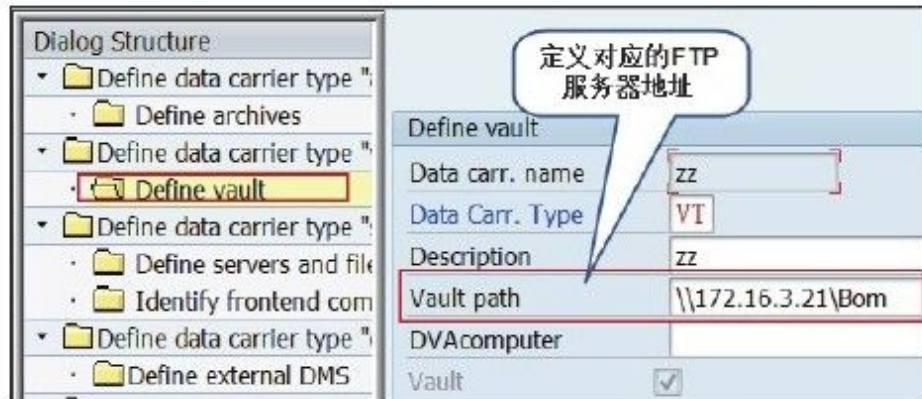 Dialog Structure
Define data carrier type "
Define archives
Define data carrier type "
Define vault
Define data carrier type "
Define servers and file
Identify frontend com
Define data carrier type "
Define external DMS
定义对应的FTP
服务器地址
Define vault
Data carr. name zz
Data Carr. Type VT
Description zz
Vault path \\172.16.3.21\Bom
DVAcomputer
Vault